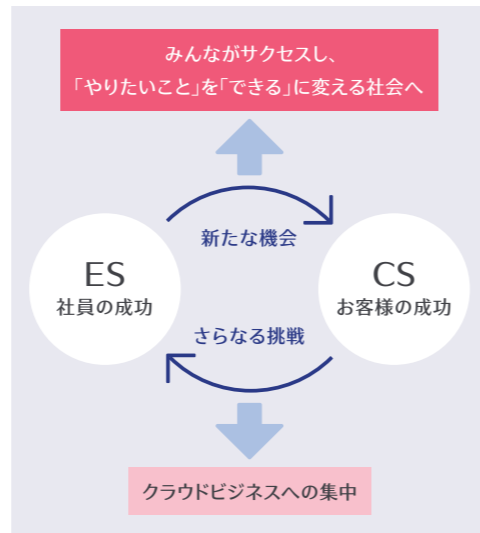 みんながサクセスし、
「やりたいこと」を「できる」に変える社会へ
新たな機会
ES
社員の成功
CS
お客様の成功
さらなる挑戦
クラウドビジネスへの集中